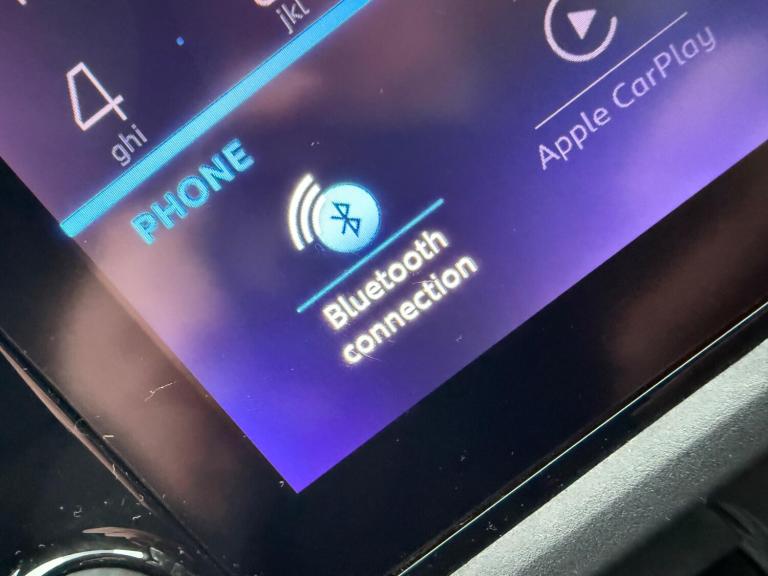 jkl
4
ghi
PHONE
Bluetooth
connection
Apple CarPlay